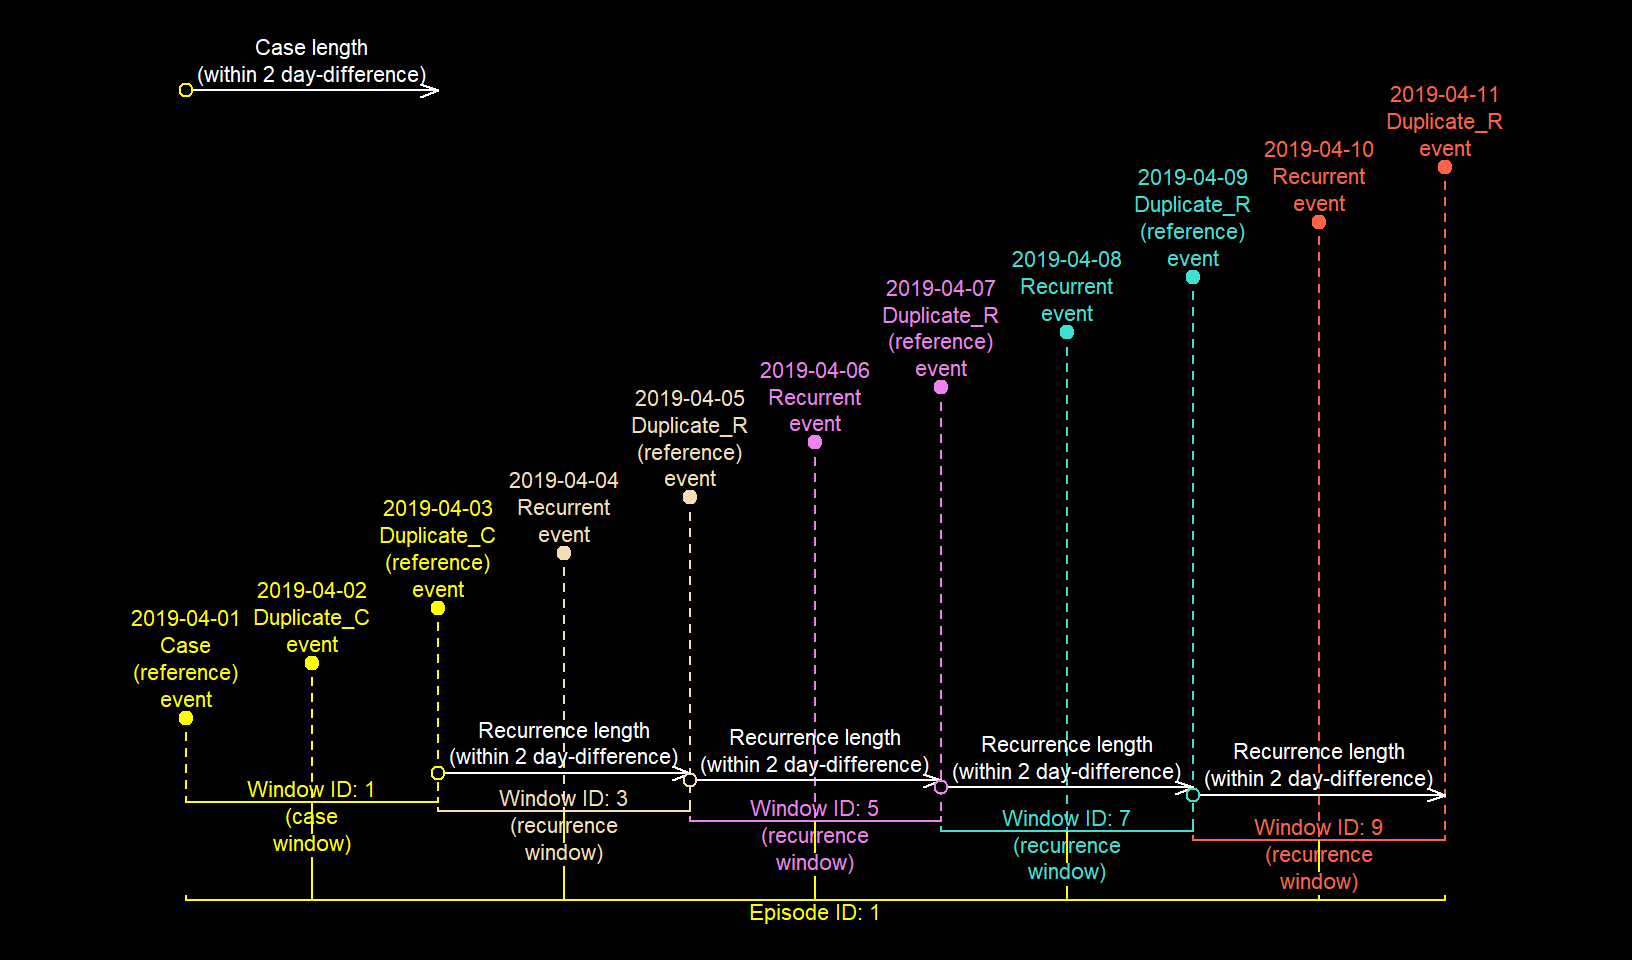 Case length
(within 2 day-difference)
2019-04-11
Duplicate_R
event
2019-04-10
Recurrent
event
2019-04-09
Duplicate_R
(reference)
event
2019-04-08
Recurrent
event
2019-04-07
Duplicate_R
(reference)
event
2019-04-06
Recurrent
event
2019-04-05
Duplicate_R
(reference)
event
2019-04-04
Recurrent
event
2019-04-03
Duplicate_C
(reference)
event
2019-04-02
Duplicate_C
event
2019-04-01
Case
(reference)
event
Recurrence length
(within 2 day-difference)
Recurrence length
(within 2 day-difference)
Recurrence length
(within 2 day-difference)
Recurrence length
(within 2 day-difference)
Window ID: 1
(case
window)
Window ID: 3
(recurrence
window)
Window ID: 5
(recurrence
window)
Window ID: 7
(recurrence
window)
Window ID: 9
(recurrence
window)
Episode ID: 1